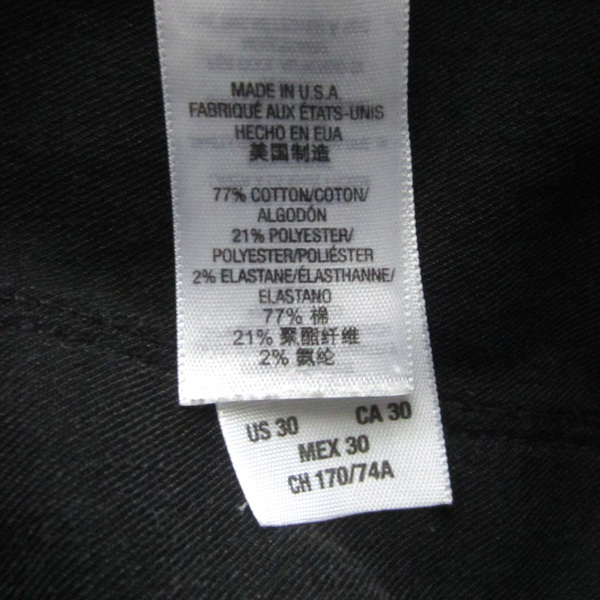 MADE IN U.S.A.
FABRIQUÉ AUX ÉTATS-UNIS
HECHO EN EUA
美国制造
77% COTTON/COTON/
ALGODÓN
21% POLYESTER/
POLYESTER/POLIÉSTER
2% ELASTANE/ÉLASTHANNE/
ELASTANO
77% 棉
21% 聚酯纤维
2% 氨纶
US 30 CA 30
MEX 30
CH 170/74A